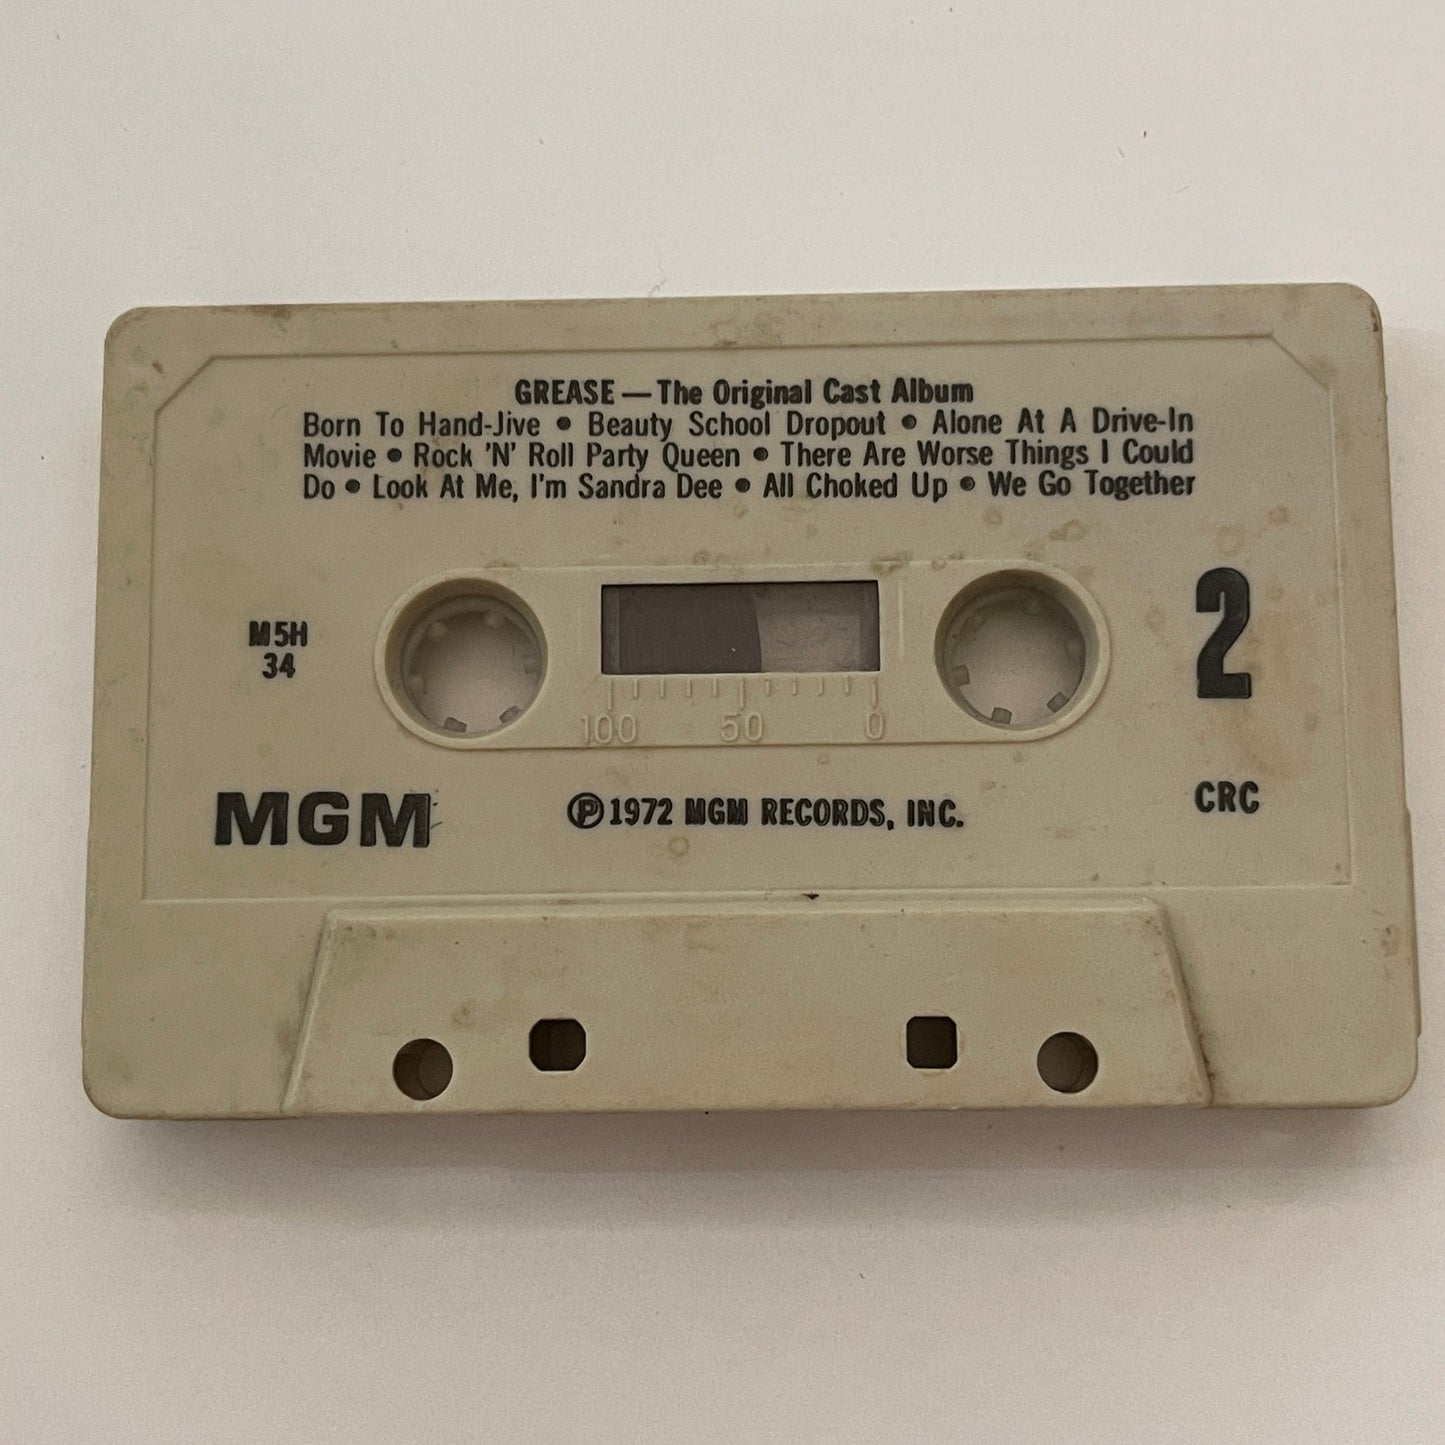 GREASE — The Original Cast Album
Born To Hand-Jive • Beauty School Dropout • Alone At A Drive-In
Movie • Rock 'N' Roll Party Queen • There Are Worse Things I Could
Do • Look At Me, I'm Sandra Dee • All Choked Up • We Go Together
M5H
34
2
100 50 0
MGM
Ⓟ1972 MGM RECORDS, INC.
CRC